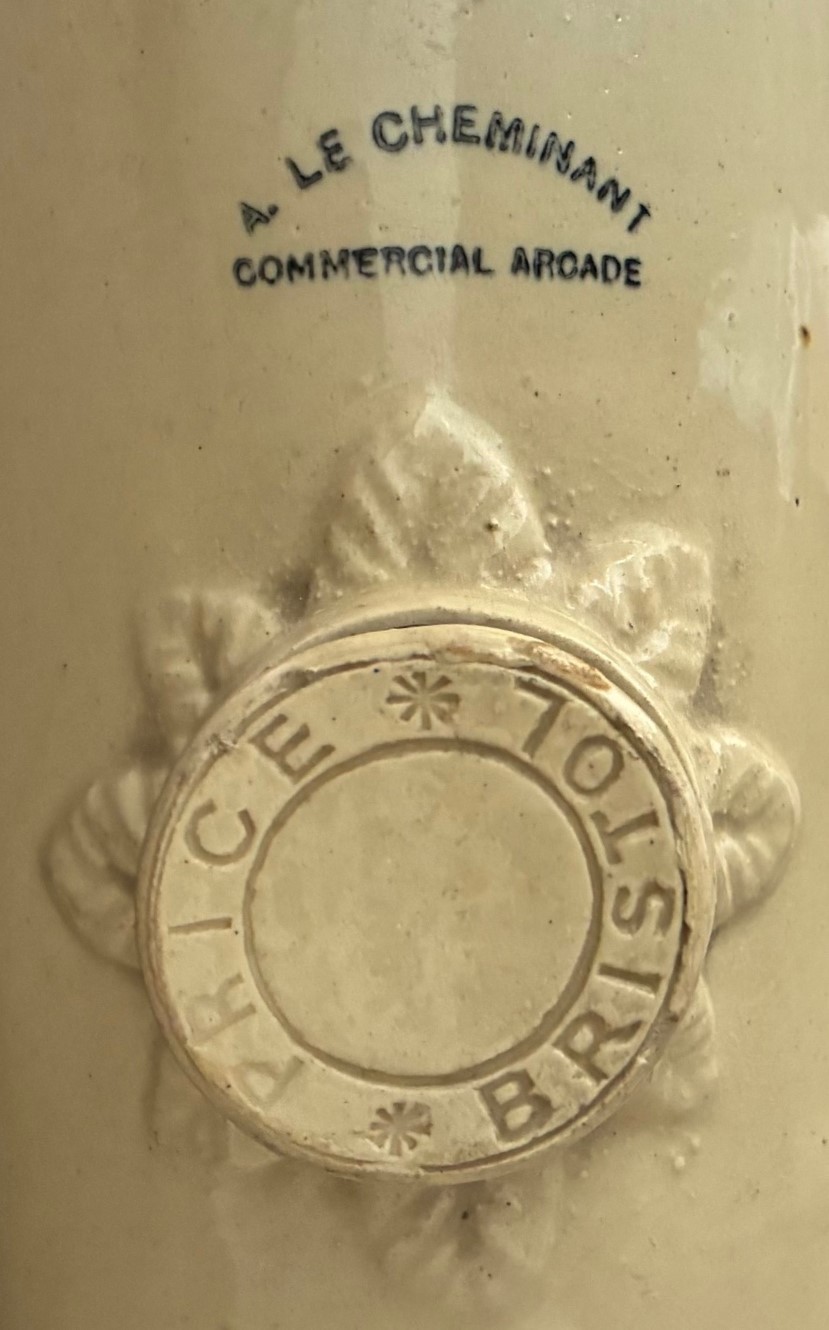 A. LE CHEMINANT
COMMERCIAL ARCADE
PRICE
BRISTOL